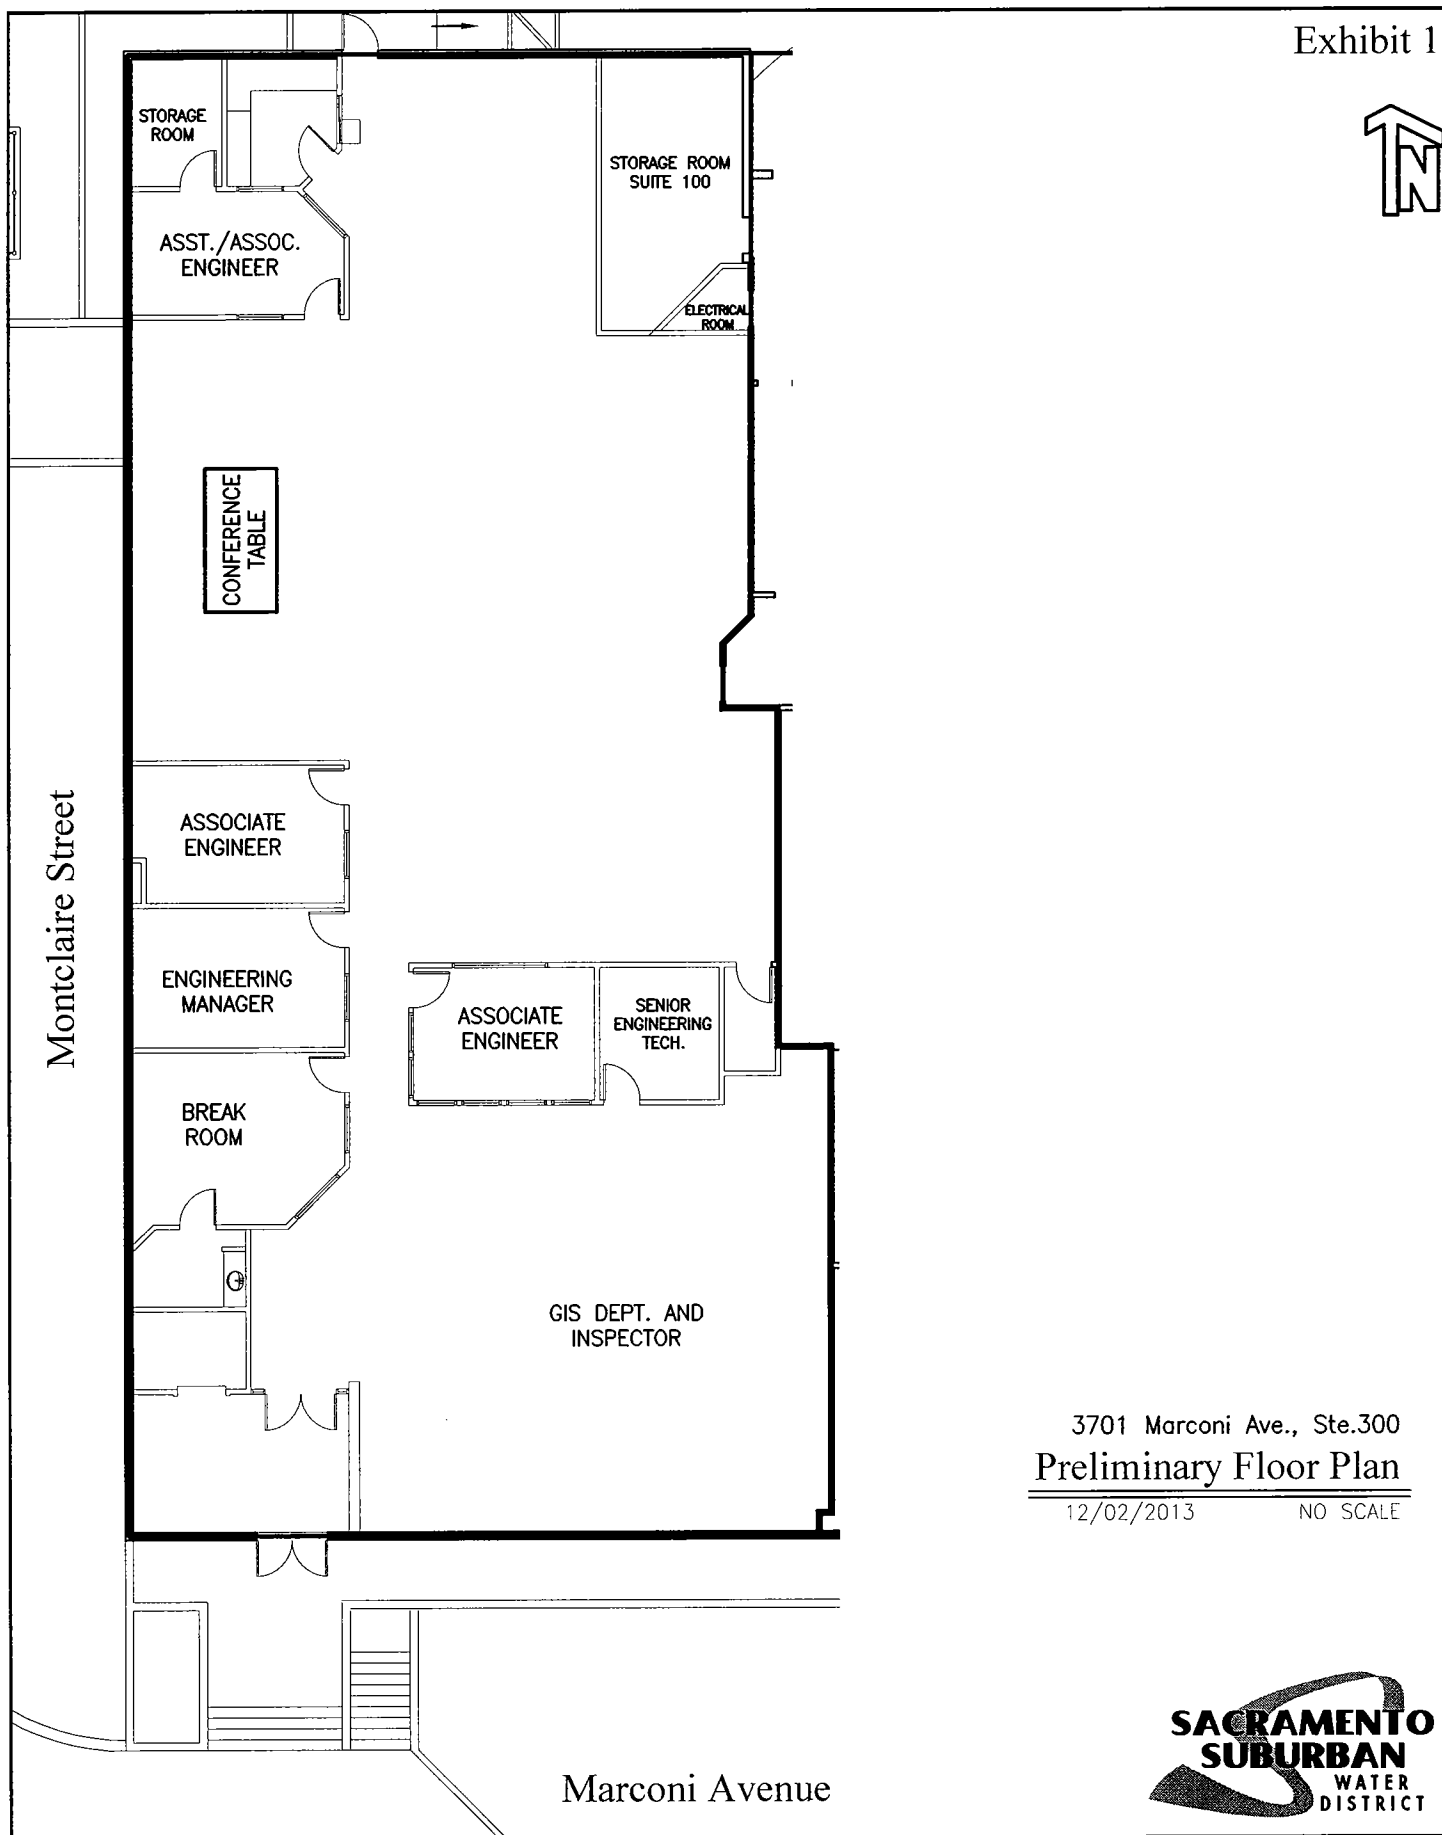 Exhibit 1
N
STORAGE
ROOM
STORAGE ROOM
SUITE 100
ASST./ASSOC.
ENGINEER
ELECTRICAL
ROOM
CONFERENCE
TABLE
Montclaire Street
ASSOCIATE
ENGINEER
ENGINEERING
MANAGER
ASSOCIATE
ENGINEER
SENIOR
ENGINEERING
TECH.
BREAK
ROOM
GIS DEPT. AND
INSPECTOR
3701 Marconi Ave., Ste.300
Preliminary Floor Plan
12/02/2013 NO SCALE
Marconi Avenue
SACRAMENTO
SUBURBAN
WATER
DISTRICT